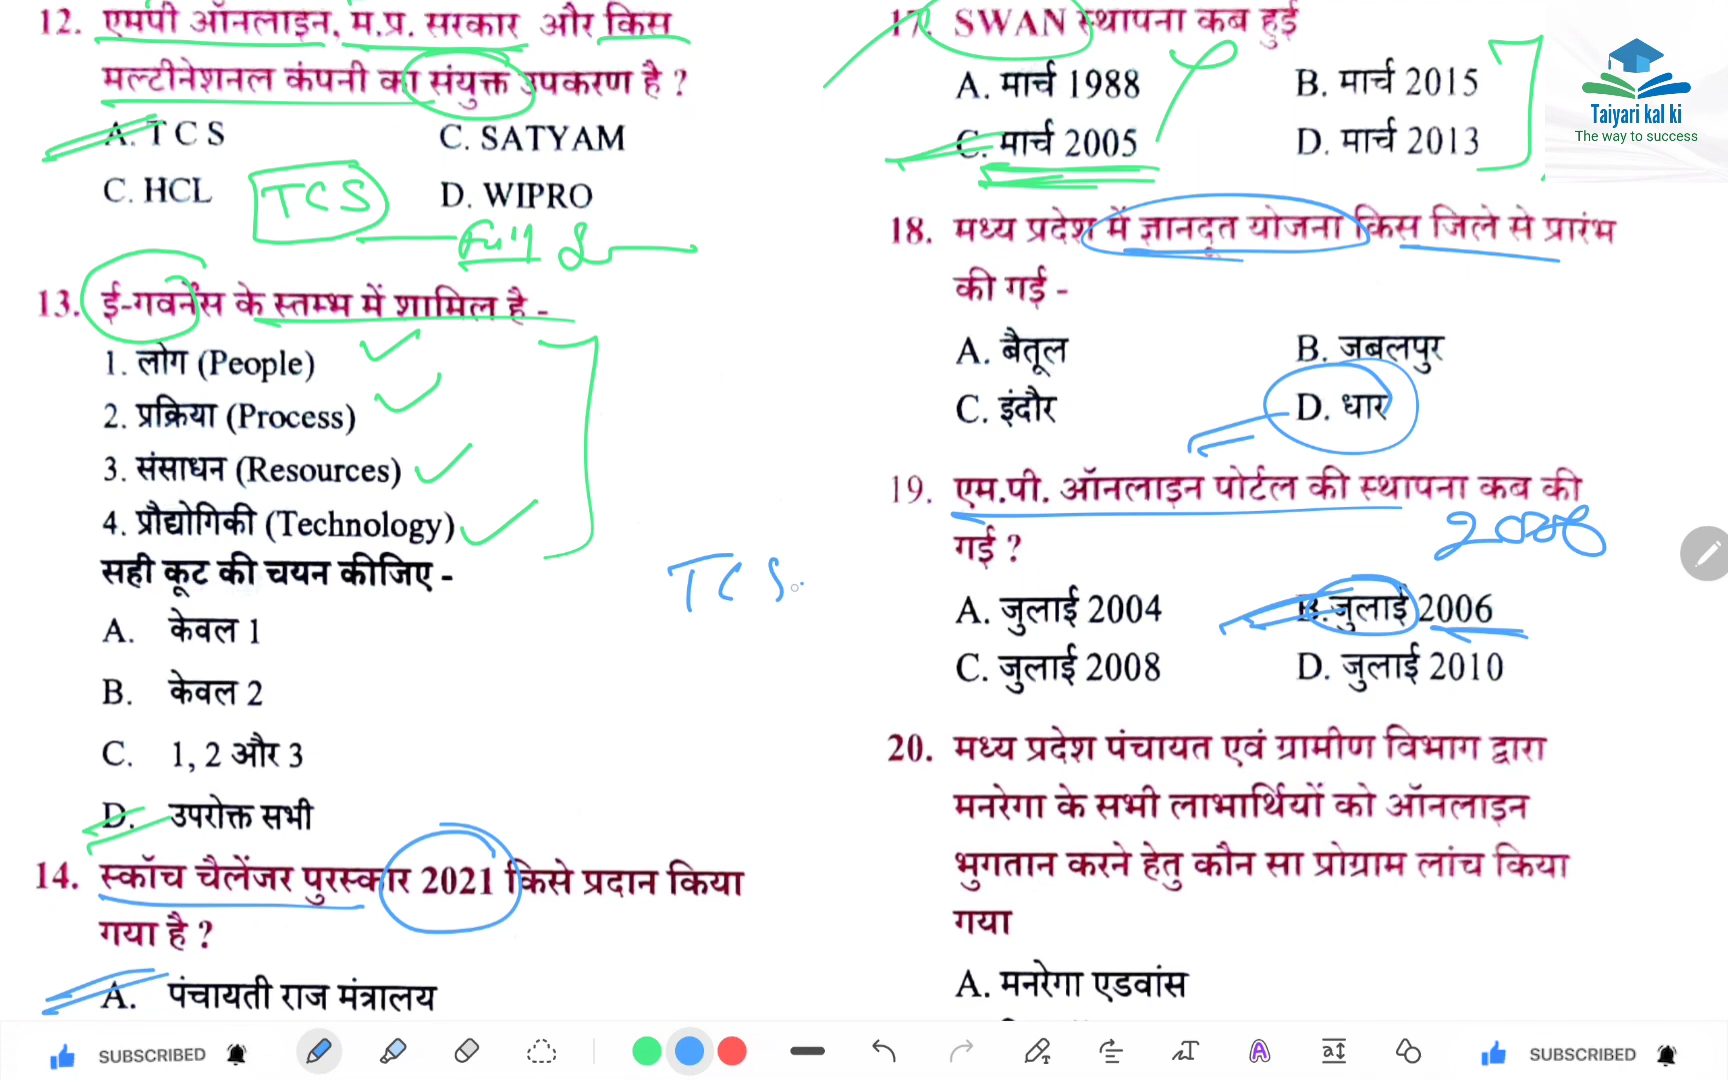 12. एमपी ऑनलाइन, म.प्र. सरकार और किस
मल्टीनेशनल कंपनी का संयुक्त उपकरण है ?
A. T C S
C. SATYAM
C. HCL
D. WIPRO
TCS
Full
13. ई-गवर्नेंस के स्तम्भ में शामिल है -
1. लोग (People)
2. प्रक्रिया (Process)
3. संसाधन (Resources)
4. प्रौद्योगिकी (Technology)
सही कूट की चयन कीजिए -
A. केवल 1
B. केवल 2
C. 1, 2 और 3
D. उपरोक्त सभी
TCS
14. स्कॉच चैलेंजर पुरस्कार 2021 किसे प्रदान किया
गया है ?
A. पंचायती राज मंत्रालय
17. SWAN स्थापना कब हुई
A. मार्च 1988
B. मार्च 2015
C. मार्च 2005
D. मार्च 2013
18. मध्य प्रदेश में ज्ञानदूत योजना किस जिले से प्रारंभ
की गई -
A. बैतूल
B. जबलपुर
C. इंदौर
D. धार
19. एम.पी. ऑनलाइन पोर्टल की स्थापना कब की
गई ?
A. जुलाई 2004
B. जुलाई 2006
C. जुलाई 2008
D. जुलाई 2010
20. मध्य प्रदेश पंचायत एवं ग्रामीण विभाग द्वारा
मनरेगा के सभी लाभार्थियों को ऑनलाइन
भुगतान करने हेतु कौन सा प्रोग्राम लांच किया
गया
A. मनरेगा एडवांस
Taiyari kal ki
The way to success
SUBSCRIBED
SUBSCRIBED